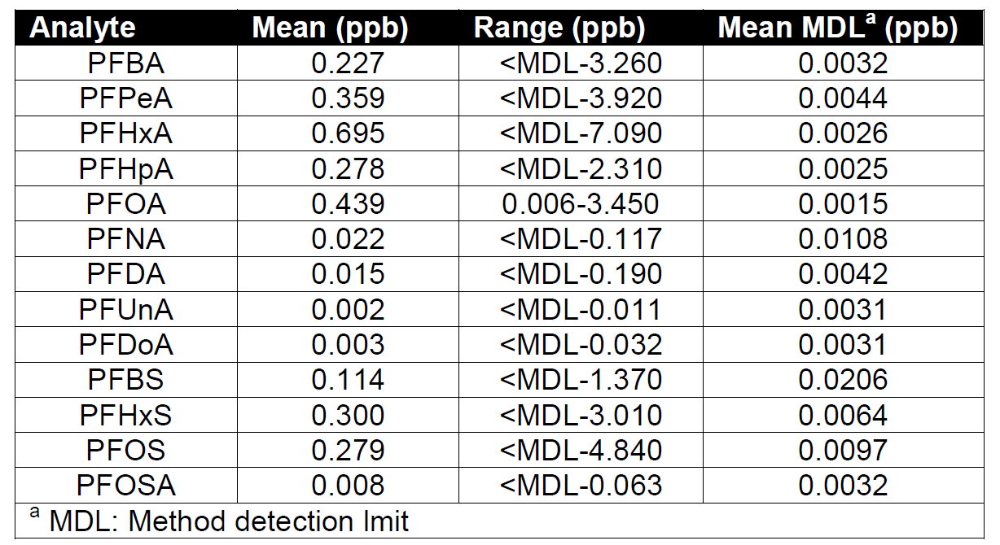 Analyte Mean (ppb) Range (ppb) Mean MDLa (ppb)
PFBA 0.227 <MDL-3.260 0.0032
PFPeA 0.359 <MDL-3.920 0.0044
PFHxA 0.695 <MDL-7.090 0.0026
PFHpA 0.278 <MDL-2.310 0.0025
PFOA 0.439 0.006-3.450 0.0015
PFNA 0.022 <MDL-0.117 0.0108
PFDA 0.015 <MDL-0.190 0.0042
PFUnA 0.002 <MDL-0.011 0.0031
PFDoA 0.003 <MDL-0.032 0.0031
PFBS 0.114 <MDL-1.370 0.0206
PFHxS 0.300 <MDL-3.010 0.0064
PFOS 0.279 <MDL-4.840 0.0097
PFOSA 0.008 <MDL-0.063 0.0032
a MDL: Method detection lmit